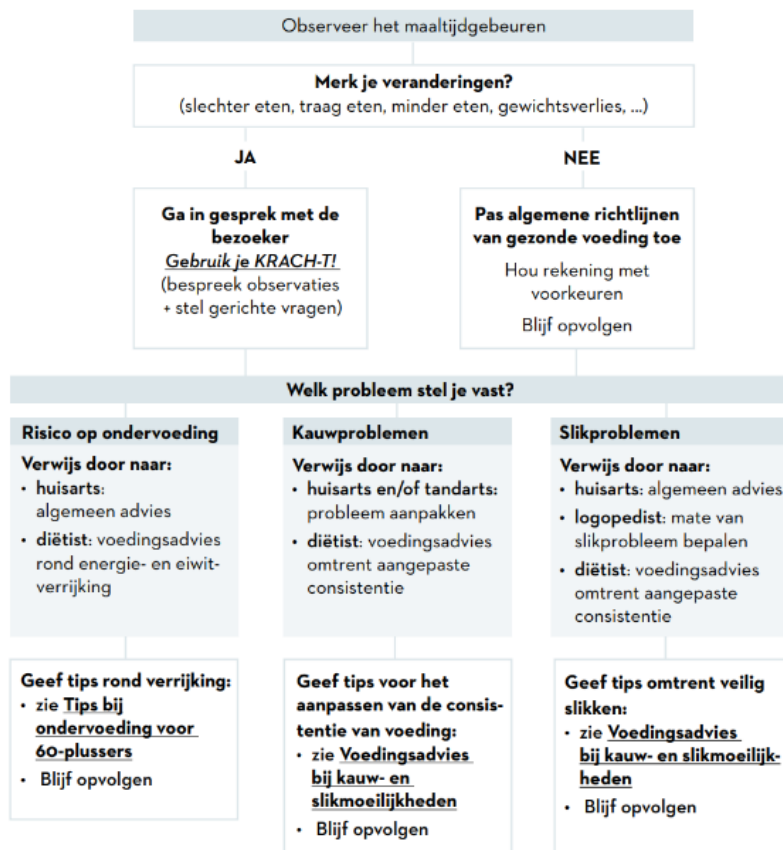 Observeer het maaltijdgebeuren
Merk je veranderingen?
(slechter eten, traag eten, minder eten, gewichtsverlies, ...)
JA
NEE
Ga in gesprek met de
bezoeker
Gebruik je KRACH-T!
(bespreek observaties
+ stel gerichte vragen)
Pas algemene richtlijnen
van gezonde voeding toe
Hou rekening met
voorkeuren
Blijf opvolgen
Welk probleem stel je vast?
Risico op ondervoeding
Verwijs door naar:
• huisarts:
algemeen advies
• diëtist: voedingsadvies
rond energie- en eiwit-
verrijking
Geef tips rond verrijking:
• zie Tips bij
ondervoeding voor
60-plussers
• Blijf opvolgen
Kauwproblemen
Verwijs door naar:
• huisarts en/of tandarts:
probleem aanpakken
• diëtist: voedingsadvies
omtrent aangepaste
consistentie
Geef tips voor het
aanpassen van de consis-
tentie van voeding:
• zie Voedingsadvies
bij kauw- en
slikmoeilijkheden
• Blijf opvolgen
Slikproblemen
Verwijs door naar:
• huisarts: algemeen advies
• logopedist: mate van
slikprobleem bepalen
• diëtist: voedingsadvies
omtrent aangepaste
consistentie
Geef tips omtrent veilig
slikken:
• zie Voedingsadvies
bij kauw- en slikmoeilijk-
heden
• Blijf opvolgen